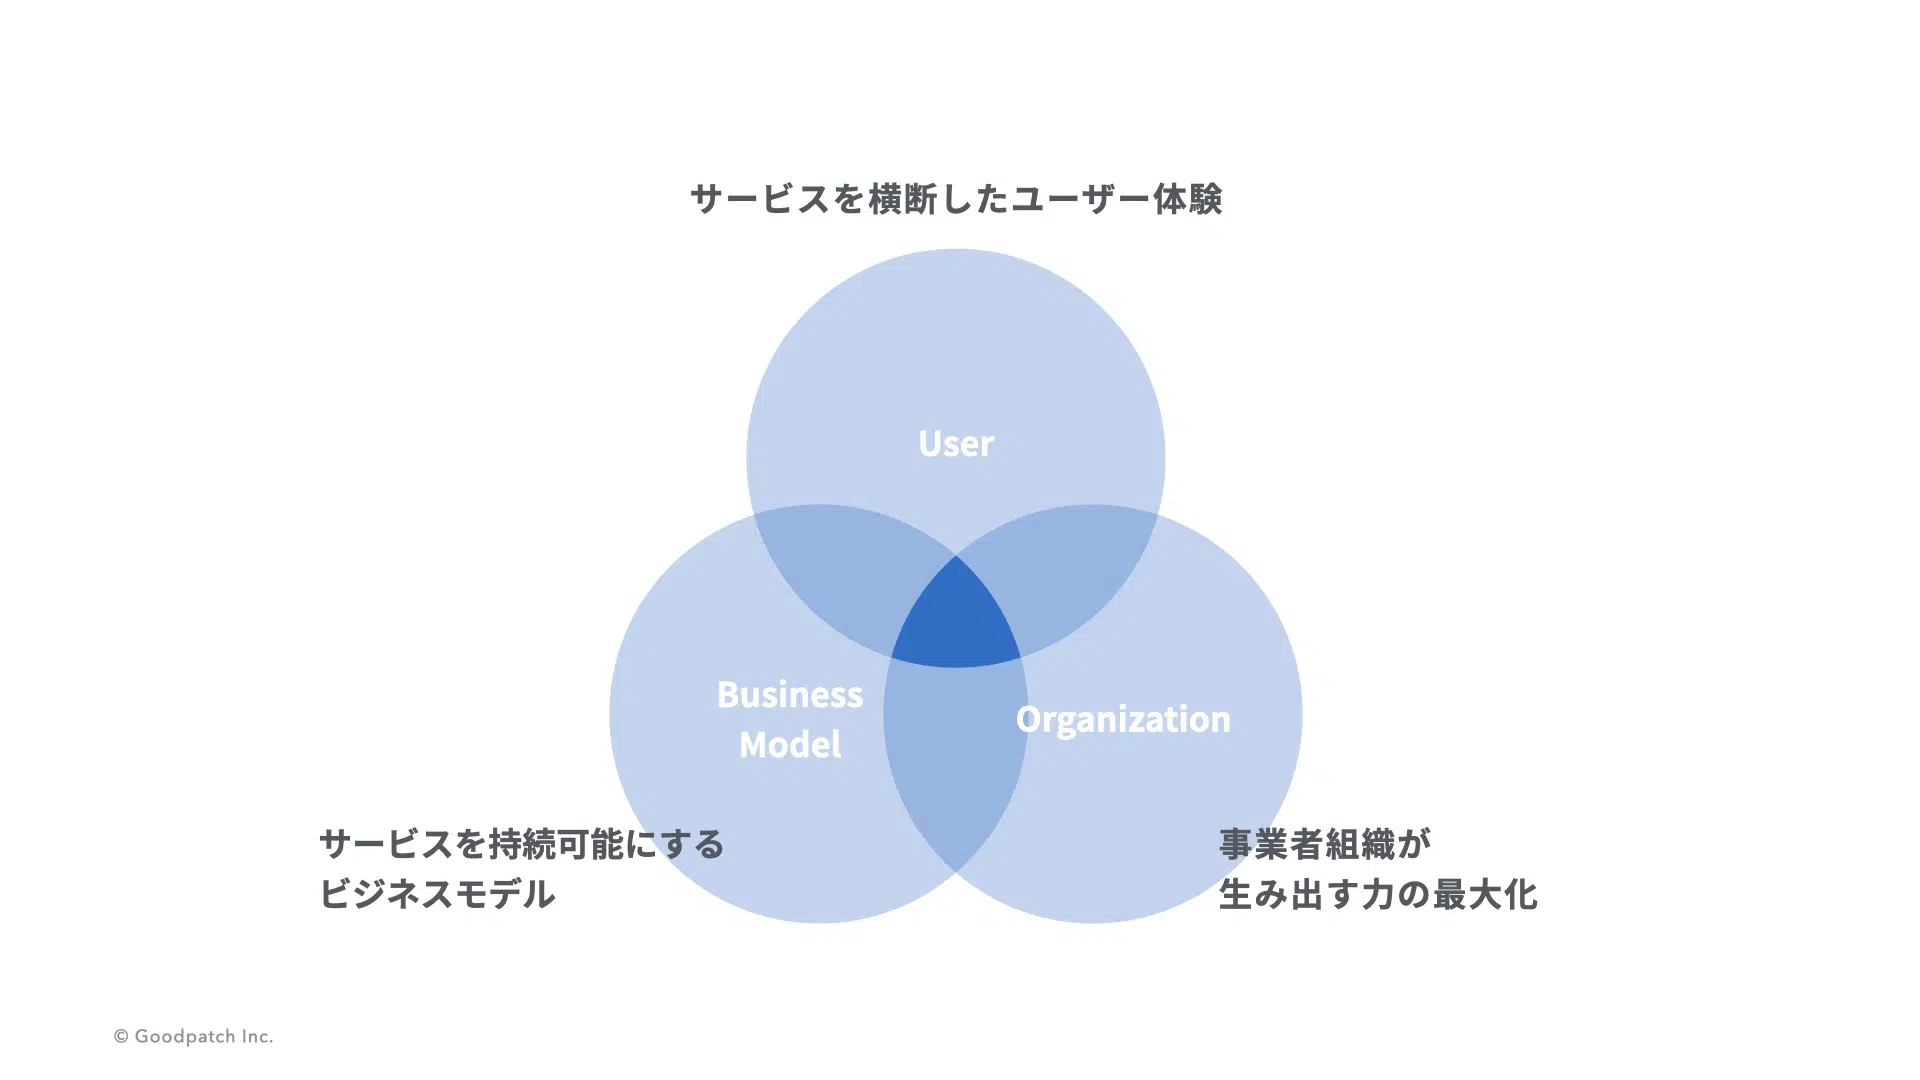 サービスを横断したユーザー体験
User
Business
Model
Organization
サービスを持続可能にする
ビジネスモデル
事業者組織が
生み出す力の最大化
© Goodpatch Inc.